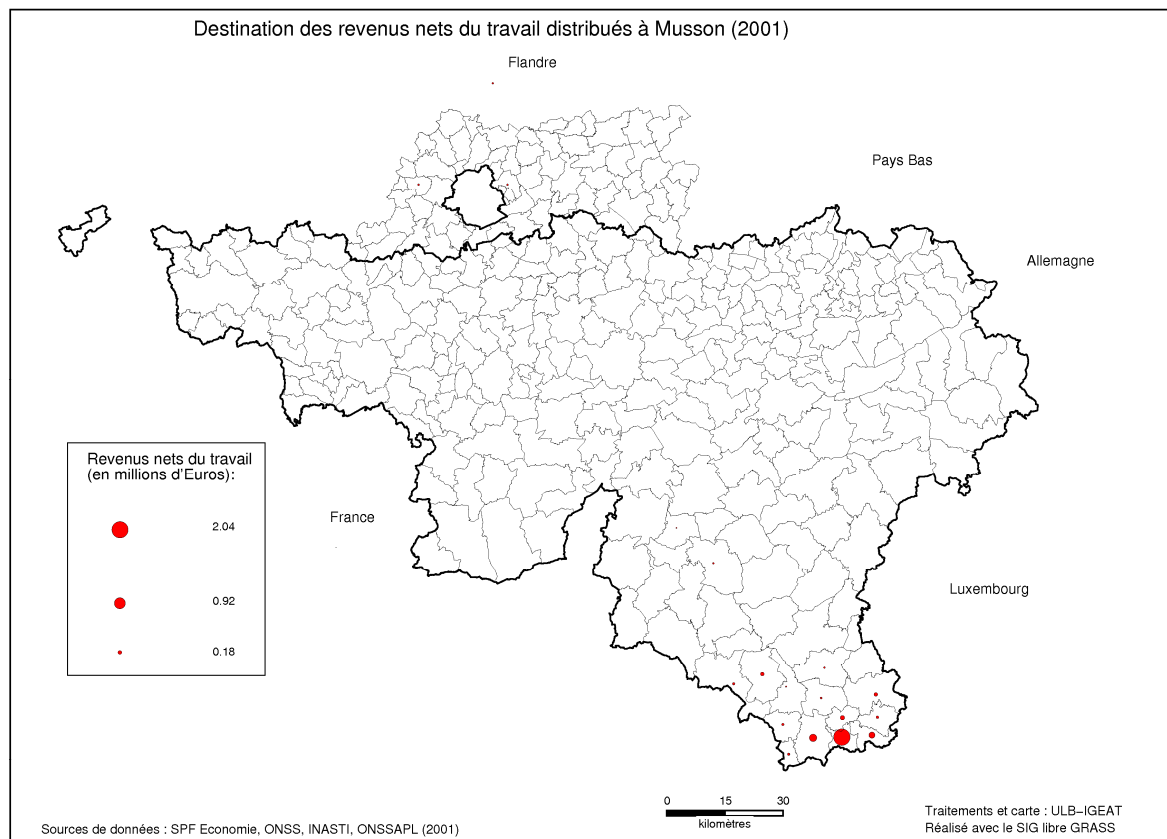 Destination des revenus nets du travail distribués à Musson (2001)
Flandre
Pays Bas
Allemagne
Revenus nets du travail
(en millions d'Euros):
2.04
0.92
0.18
France
Luxembourg
0 15 30
kilomètres
Sources de données : SPF Economie, ONSS, INASTI, ONSSAPL (2001)
Traitements et carte : ULB-IGEAT
Réalisé avec le SIG libre GRASS